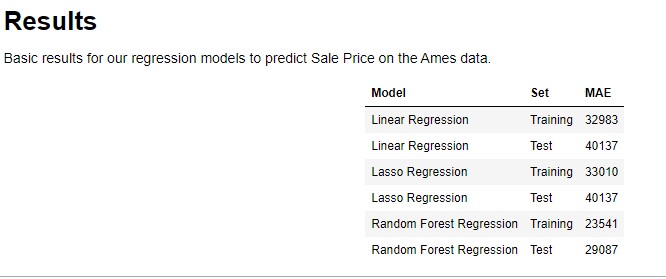 Results
Basic results for our regression models to predict Sale Price on the Ames data.
Model Set MAE
Linear Regression Training 32983
Linear Regression Test 40137
Lasso Regression Training 33010
Lasso Regression Test 40137
Random Forest Regression Training 23541
Random Forest Regression Test 29087